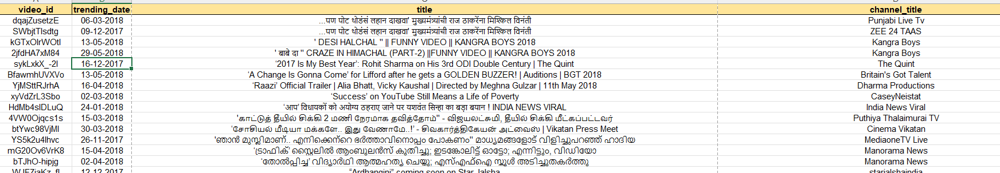 video_id trending_date title channel_title
dqajZusetzE 06-03-2018 ...पण पोट थोडंसं लहान दाखवा' मुख्यमंत्र्यांची राज ठाकरेंना मिश्किल विनंती Punjabi Live Tv
SWbjtTlsdtg 09-12-2017 ...पण पोट थोडंसं लहान दाखवा' मुख्यमंत्र्यांची राज ठाकरेंना मिश्किल विनंती ZEE 24 TAAS
kGTxOlrWOtI 13-05-2018 ' DESI HALCHAL '' || FUNNY VIDEO || KANGRA BOYS 2018 Kangra Boys
2jfdHA7xM84 29-05-2018 ' बाबे दा '' CRAZE IN HIMACHAL (PART-2) ||FUNNY VIDEO || KANGRA BOYS 2018 Kangra Boys
sykLxkX_-2I 16-12-2017 ‘2017 Is My Best Year’: Rohit Sharma on His 3rd ODI Double Century | The Quint The Quint
BfawmhUVXVo 13-05-2018 ‘A Change Is Gonna Come’ for Lifford after he gets a GOLDEN BUZZER! | Auditions | BGT 2018 Britain's Got Talent
YjMSttRJrhA 16-04-2018 ‘Raazi’ Official Trailer | Alia Bhatt, Vicky Kaushal | Directed by Meghna Gulzar | 11th May 2018 Dharma Productions
xyVdZrL3Sbo 02-03-2018 ‘Success’ on YouTube Still Means a Life of Poverty CaseyNeistat
HdMb4slDLuQ 24-01-2018 ‘आप’ विधायकों को अयोग्य ठहराए जाने पर यशवंत सिन्हा का बड़ा बयान ! INDIA NEWS VIRAL India News Viral
4VW0Ojqcs1s 15-03-2018 'காட்டுத் தீயில் சிக்கி 2 மணி நேரமாக தவித்தோம்'' - விஜயலட்சுமி, தீயில் சிக்கி மீட்கப்பட்டவர் Puthiya Thalaimurai TV
btYwc98VjMI 30-03-2018 ‘சோசியல் மீடியா மக்களே.. இது வேணாமே..!’ - சிவகார்த்திகேயன் அட்வைஸ் | Vikatan Press Meet Cinema Vikatan
YS5k2u4lhvc 26-11-2017 'ഞാൻ മുസ്ലിമാണ്.. എനിക്കെന്റെ ഭർത്താവിനൊപ്പം പോകണം'' മാധ്യമങ്ങളോട് വിളിച്ചുപറഞ്ഞ് ഹാദിയ MediaoneTV Live
mG20Ov6VrK8 15-04-2018 ‘ട്രാഫിക്’ സ്റ്റൈലിൽ ആംബുലൻസ് കുതിച്ചു; ഇടങ്കോലിട്ട് ഓട്ടോ; എന്നിട്ടും, വിഡിയോ Manorama News
bTJhO-hipjg 02-04-2018 ‘തോൽപ്പിച്ച’ വിദ്യാർഥി ആത്മഹത്യ ചെയ്തു; എസ്എഫ്ഐ സ്കൂൾ അടിച്ചുതകർത്തു Manorama News
12-12-2017 “Ardhangini” coming soon on Star Jalsha starjalshaindia